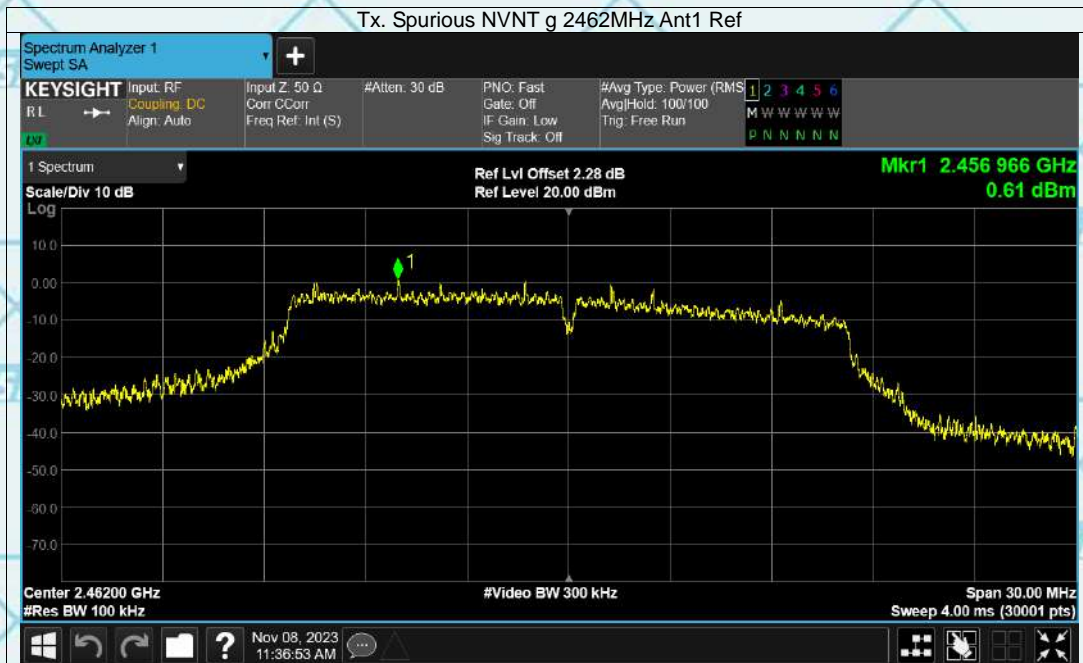 Tx. Spurious NVNT g 2462MHz Ant1 Ref
Spectrum Analyzer 1
Swept SA
+
KEYSIGHT
RL
LXI
Input: RF
Coupling: DC
Align: Auto
Input Z: 50 Ω
Corr CCorr
Freq Ref: Int (S)
#Atten: 30 dB
PNO: Fast
Gate: Off
IF Gain: Low
Sig Track: Off
#Avg Type: Power (RMS
Avg|Hold: 100/100
Trig: Free Run
1 2 3 4 5 6
M W W W W W
P N N N N N
1 Spectrum
Scale/Div 10 dB
Log
Ref Lvl Offset 2.28 dB
Ref Level 20.00 dBm
Mkr1 2.456 966 GHz
0.61 dBm
1
10.0
0.00
-10.0
-20.0
-30.0
-40.0
-50.0
-60.0
-70.0
Center 2.46200 GHz
#Res BW 100 kHz
#Video BW 300 kHz
Span 30.00 MHz
Sweep 4.00 ms (30001 pts)
?
Nov 08, 2023
11:36:53 AM